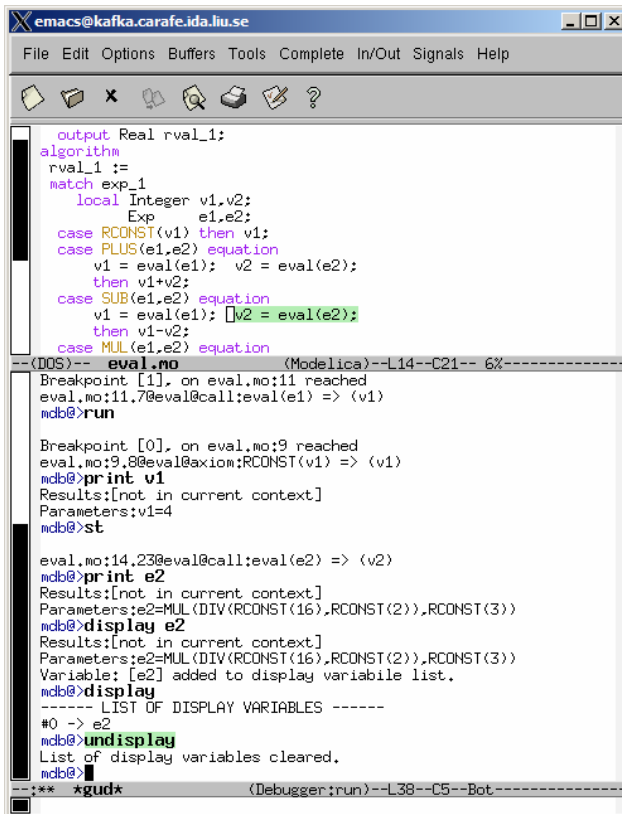 emacs@kafka.carafe.ida.liu.se
File Edit Options Buffers Tools Complete In/Out Signals Help
output Real rval_1;
algorithm
rval_1 :=
match exp_1
local Integer v1,v2;
Exp e1,e2;
case RCONST(v1) then v1;
case PLUS(e1,e2) equation
v1 = eval(e1); v2 = eval(e2);
then v1+v2;
case SUB(e1,e2) equation
v1 = eval(e1); v2 = eval(e2);
then v1-v2;
case MUL(e1,e2) equation
--(DOS)-- eval.mo (Modelica)--L14--C21-- 6%-------------
Breakpoint [1], on eval.mo:11 reached
eval.mo:11.7@eval@call:eval(e1) => (v1)
mdb@>run
Breakpoint [0], on eval.mo:9 reached
eval.mo:9.8@eval@axiom:RCONST(v1) => (v1)
mdb@>print v1
Results:[not in current context]
Parameters:v1=4
mdb@>st
eval.mo:14.23@eval@call:eval(e2) => (v2)
mdb@>print e2
Results:[not in current context]
Parameters:e2=MUL(DIV(RCONST(16),RCONST(2)),RCONST(3))
mdb@>display e2
Results:[not in current context]
Parameters:e2=MUL(DIV(RCONST(16),RCONST(2)),RCONST(3))
Variable: [e2] added to display variabile list.
mdb@>display
------ LIST OF DISPLAY VARIABLES ------
#0 -> e2
mdb@>undisplay
List of display variables cleared.
mdb@>
--:** *gud* (Debugger:run)--L38--C5--Bot--------------